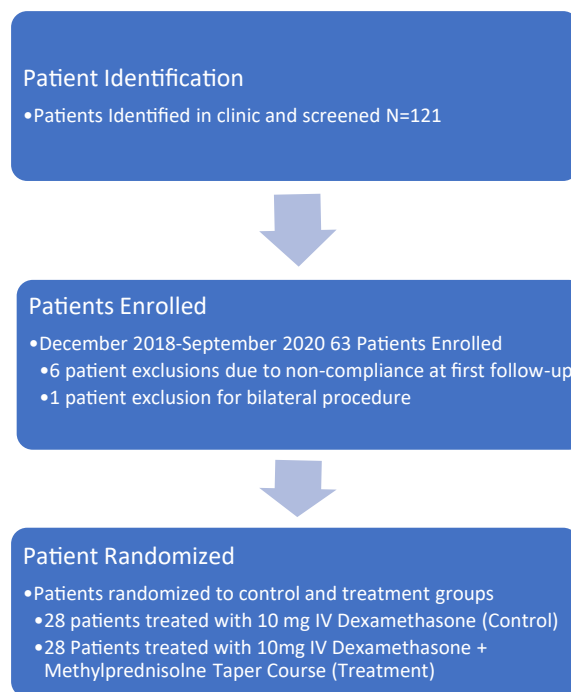 Patient Identification
•Patients Identified in clinic and screened N=121
Patients Enrolled
•December 2018-September 2020 63 Patients Enrolled
•6 patient exclusions due to non-compliance at first follow-up
•1 patient exclusion for bilateral procedure
Patient Randomized
•Patients randomized to control and treatment groups
•28 patients treated with 10 mg IV Dexamethasone (Control)
•28 Patients treated with 10mg IV Dexamethasone +
Methylprednisolne Taper Course (Treatment)